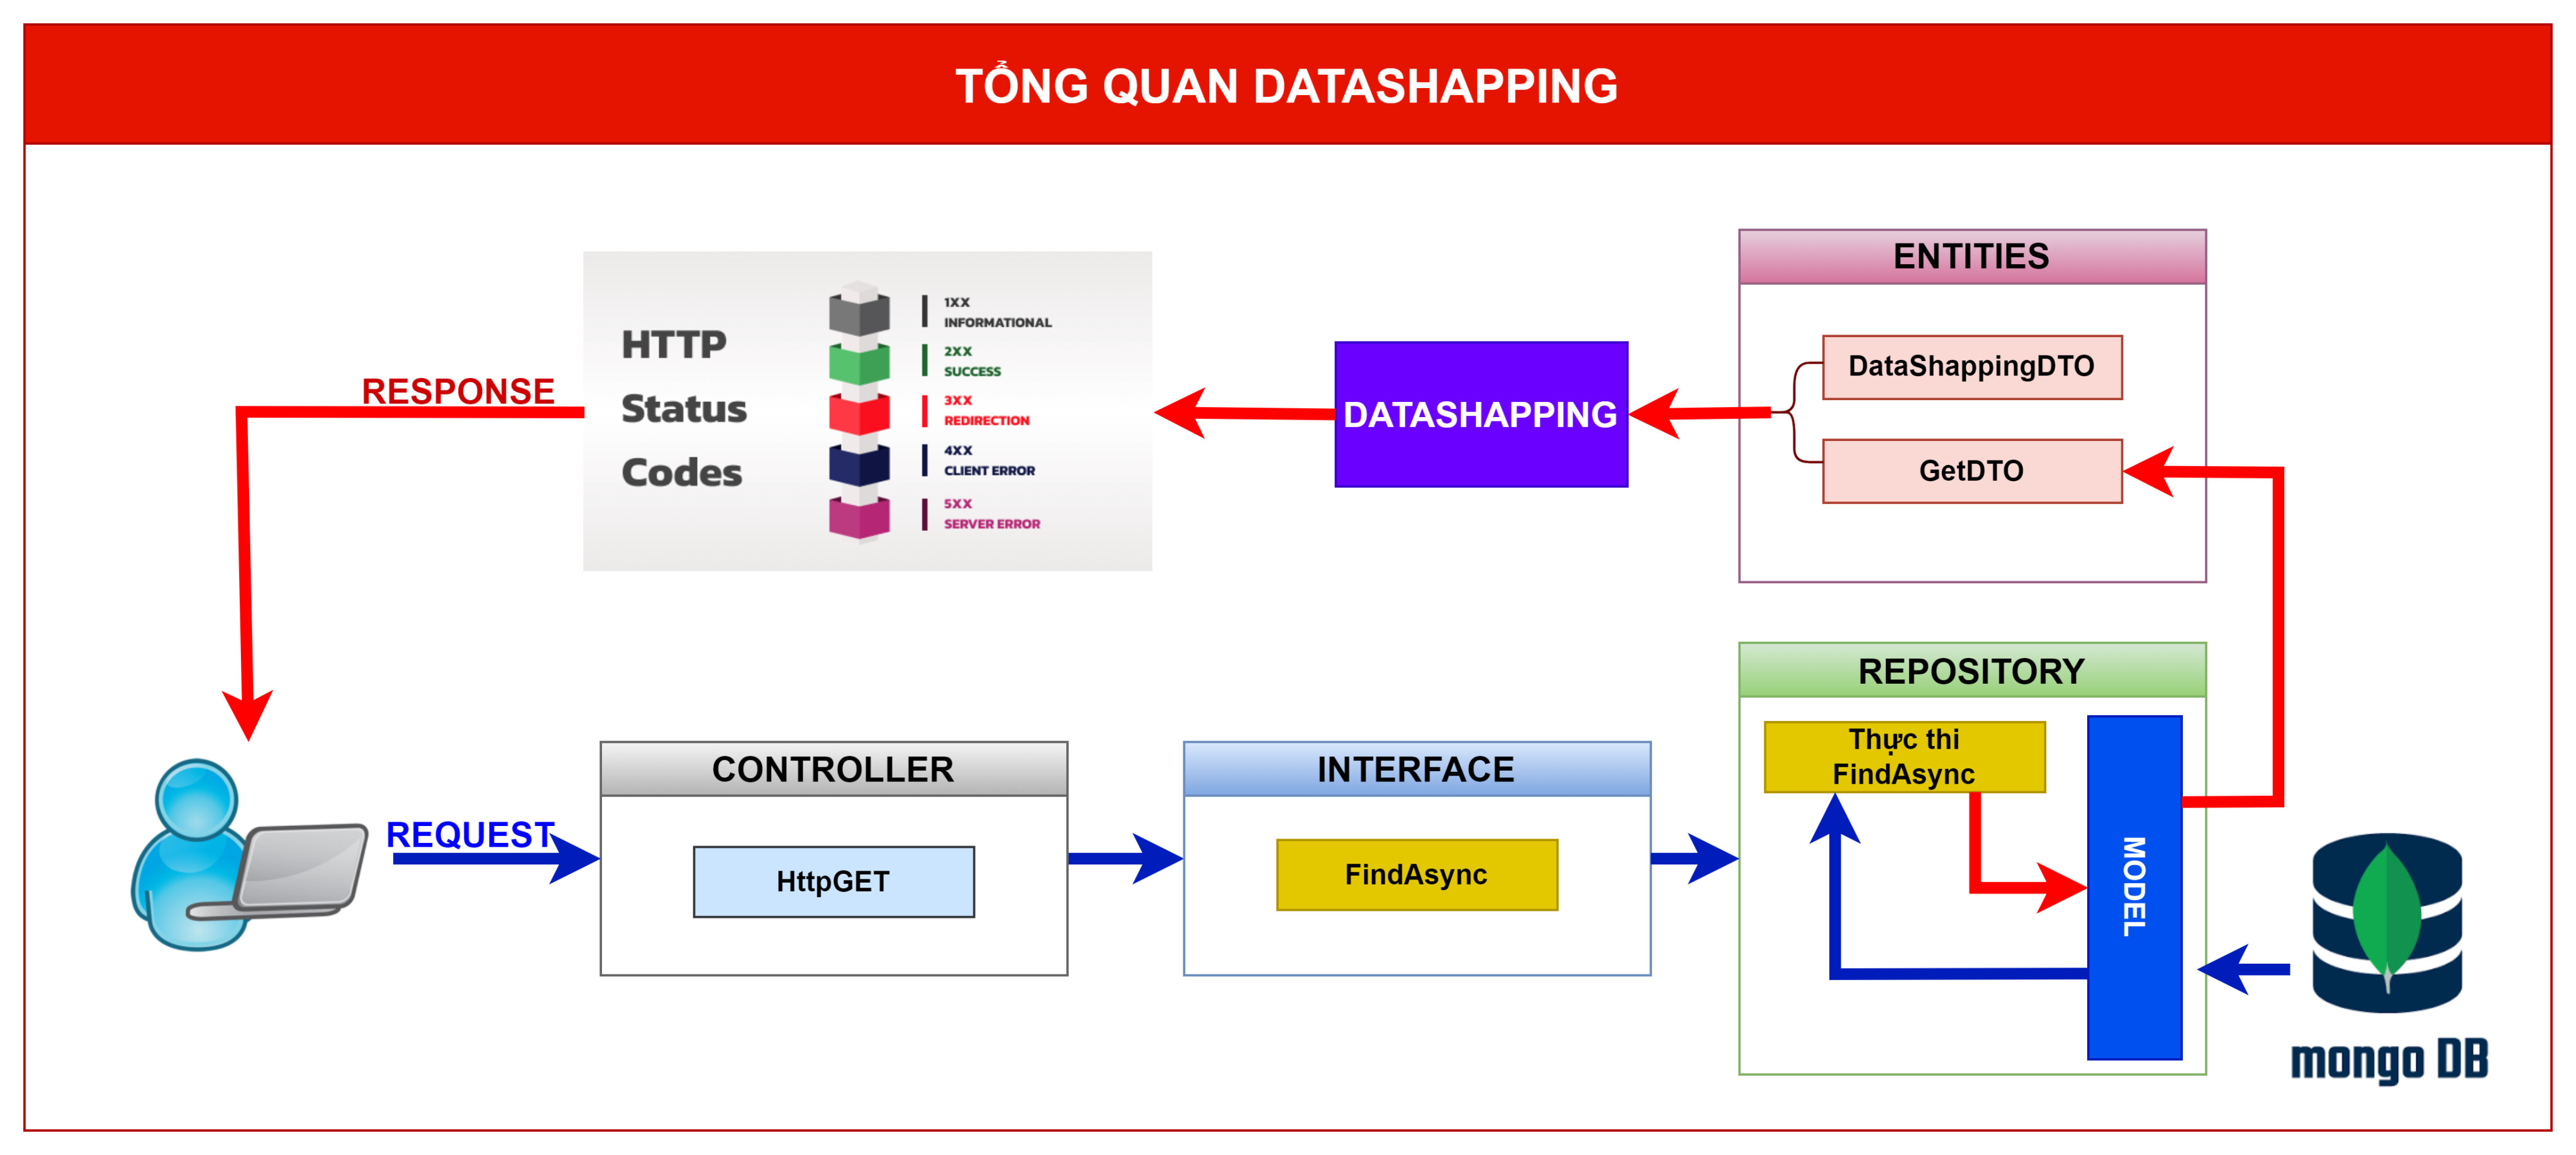 TỔNG QUAN DATASHAPPING
HTTP
Status
Codes
1XX
INFORMATIONAL
2XX
SUCCESS
3XX
REDIRECTION
4XX
CLIENT ERROR
5XX
SERVER ERROR
RESPONSE
DATASHAPPING
ENTITIES
DataShappingDTO
GetDTO
REQUEST
CONTROLLER
HttpGET
INTERFACE
FindAsync
REPOSITORY
Thực thi
FindAsync
MODEL
mongo DB